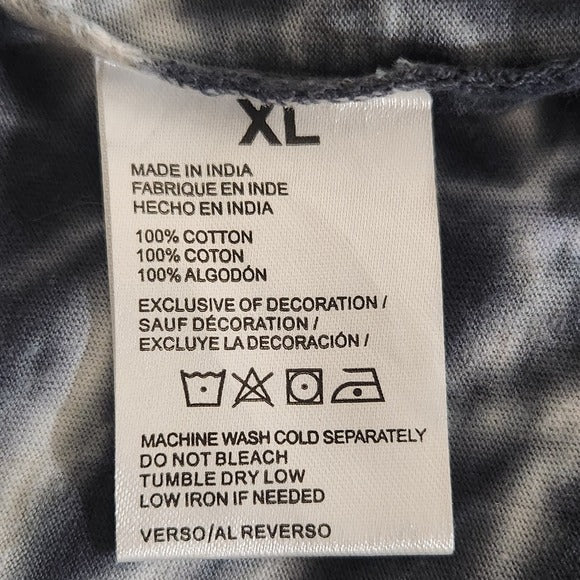 XL
MADE IN INDIA
FABRIQUE EN INDE
HECHO EN INDIA
100% COTTON
100% COTON
100% ALGODÓN
EXCLUSIVE OF DECORATION /
SAUF DÉCORATION /
EXCLUYE LA DECORACIÓN /
MACHINE WASH COLD SEPARATELY
DO NOT BLEACH
TUMBLE DRY LOW
LOW IRON IF NEEDED
VERSO/AL REVERSO